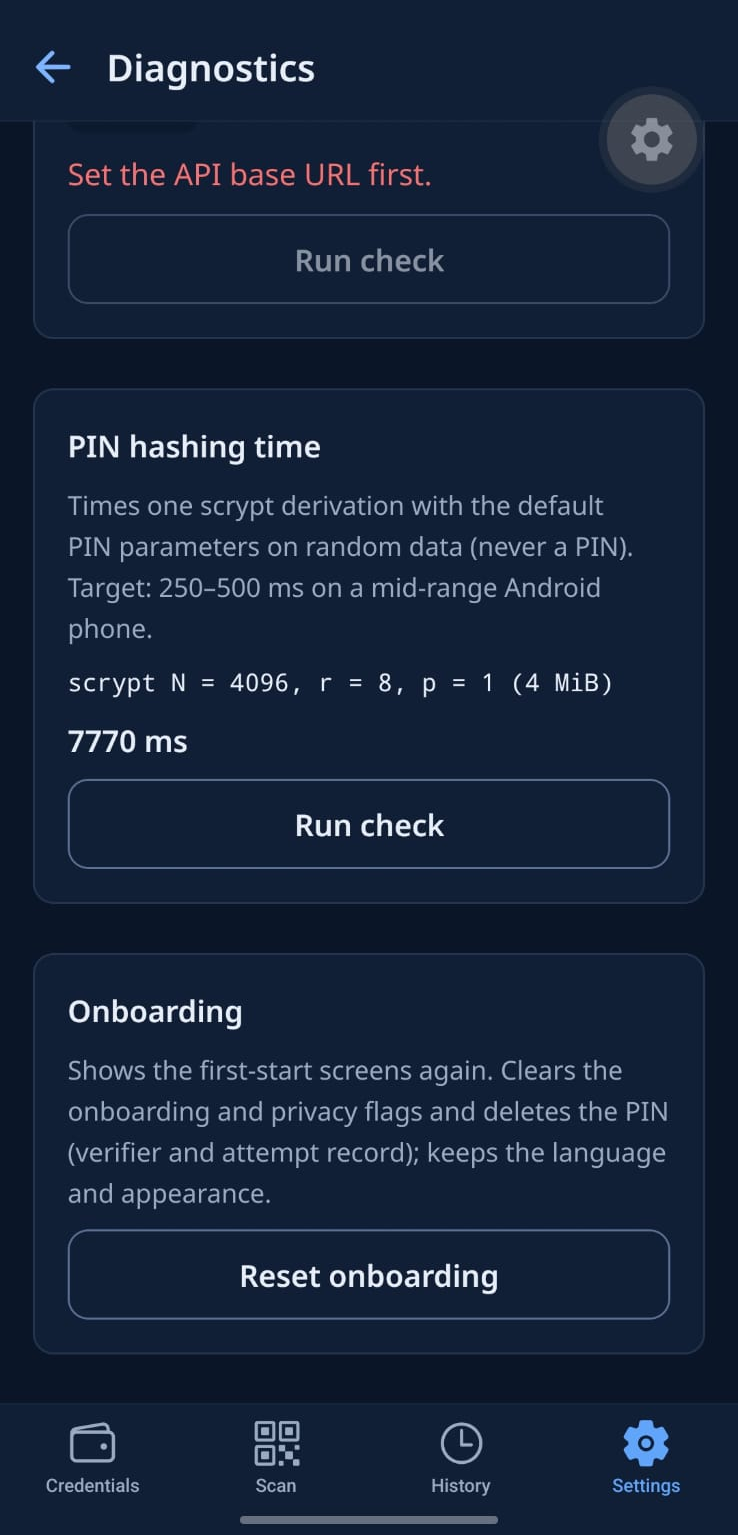 Diagnostics
Set the API base URL first.
Run check
PIN hashing time
Times one scrypt derivation with the default
PIN parameters on random data (never a PIN).
Target: 250–500 ms on a mid-range Android
phone.
scrypt N = 4096, r = 8, p = 1 (4 MiB)
7770 ms
Run check
Onboarding
Shows the first-start screens again. Clears the
onboarding and privacy flags and deletes the PIN
(verifier and attempt record); keeps the language
and appearance.
Reset onboarding
Credentials
Scan
History
Settings